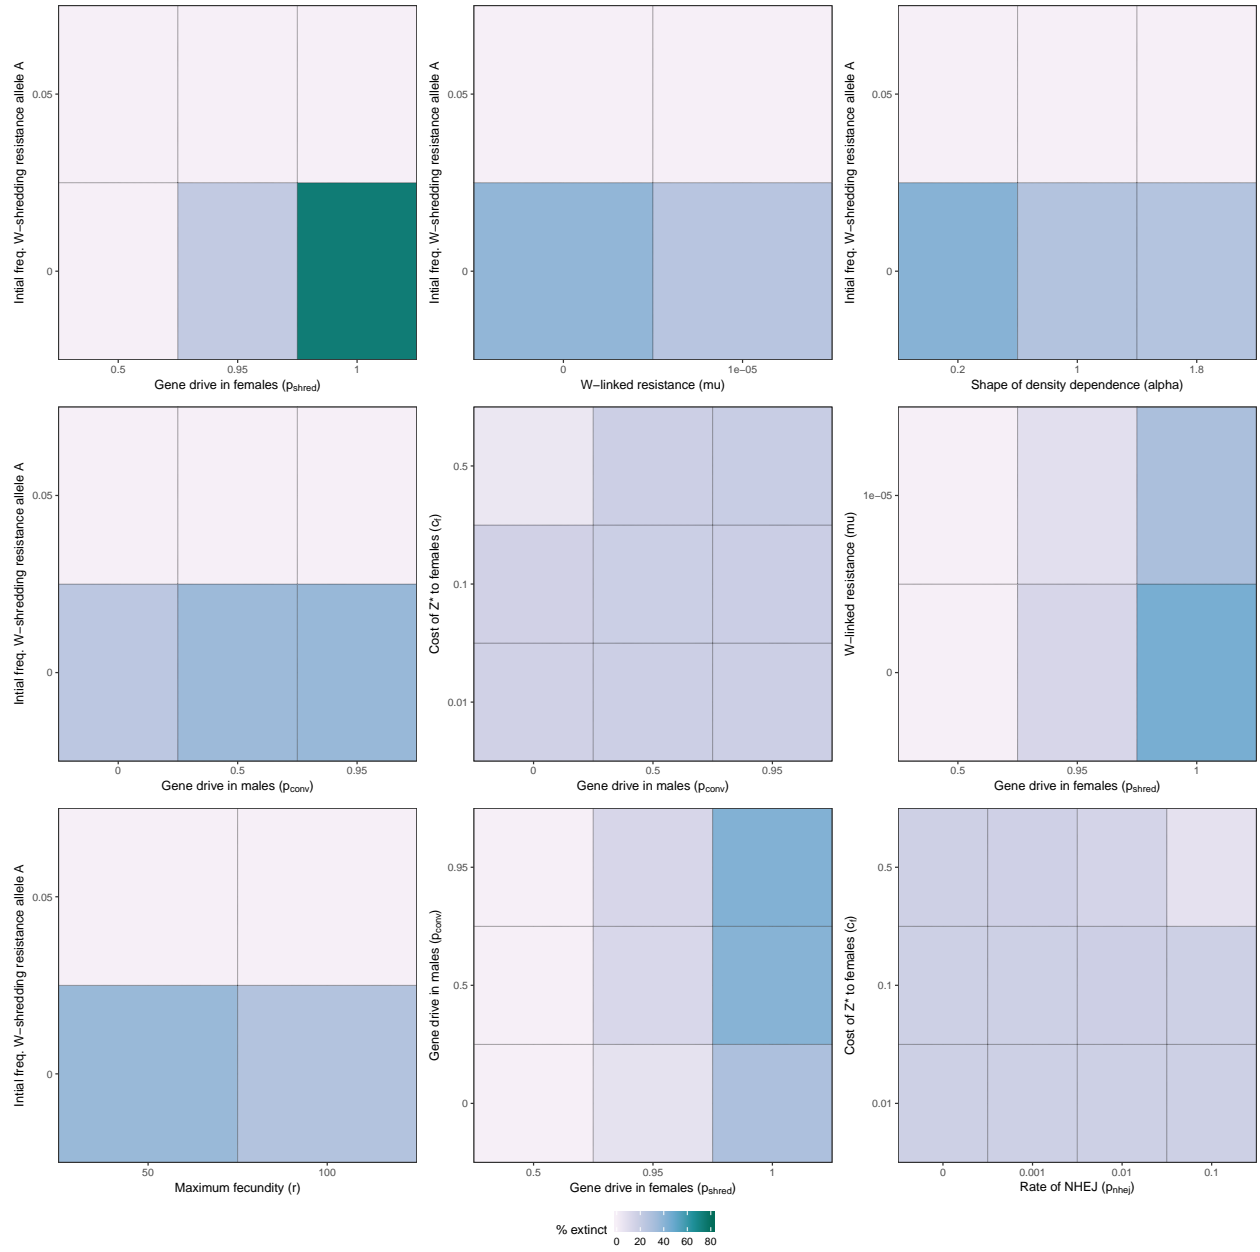 Intial freq. W−shredding resistance allele A
0.05
0
0.5 0.95 1
Gene drive in females (pshred)
Intial freq. W−shredding resistance allele A
0.05
0
0 1e−05
W−linked resistance (mu)
Intial freq. W−shredding resistance allele A
0.05
0
0.2 1 1.8
Shape of density dependence (alpha)
Intial freq. W−shredding resistance allele A
0.05
0
0 0.5 0.95
Gene drive in males (pconv)
Cost of Z* to females (cf)
0.5
0.1
0.01
0 0.5 0.95
Gene drive in males (pconv)
W−linked resistance (mu)
1e−05
0
0.5 0.95 1
Gene drive in females (pshred)
Intial freq. W−shredding resistance allele A
0.05
0
50 100
Maximum fecundity (r)
Gene drive in males (pconv)
0.95
0.5
0
0.5 0.95 1
Gene drive in females (pshred)
Cost of Z* to females (cf)
0.5
0.1
0.01
0 0.001 0.01 0.1
Rate of NHEJ (pnhej)
% extinct
0 20 40 60 80